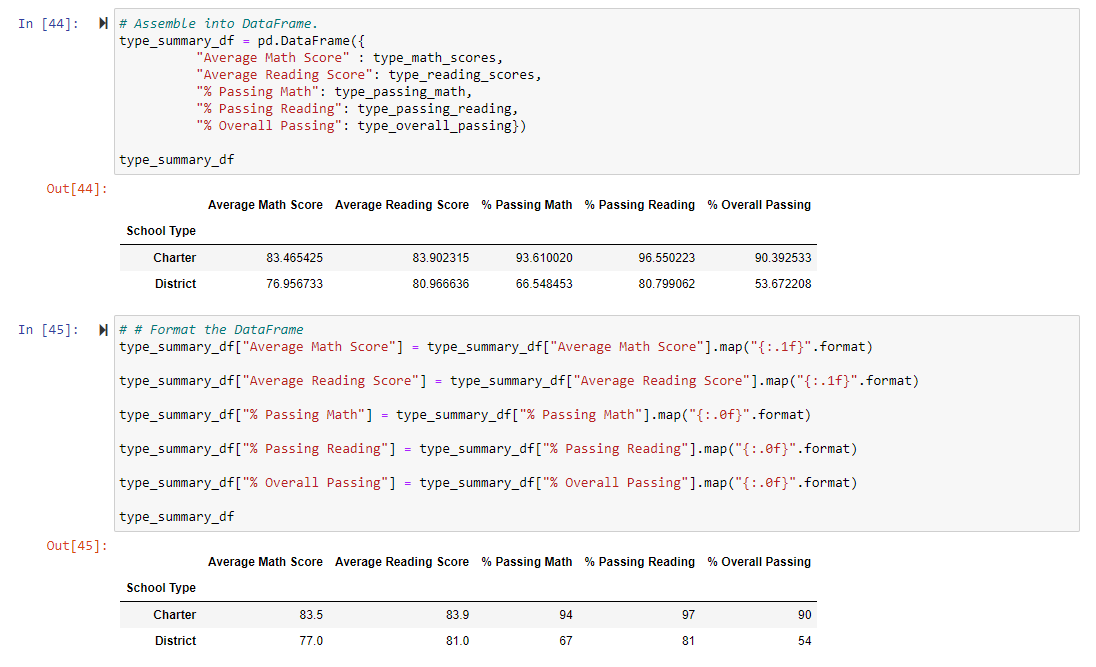 In [44]:
# Assemble into DataFrame.
type_summary_df = pd.DataFrame({
"Average Math Score" : type_math_scores,
"Average Reading Score": type_reading_scores,
"% Passing Math": type_passing_math,
"% Passing Reading": type_passing_reading,
"% Overall Passing": type_overall_passing})
type_summary_df
Out[44]:
Average Math Score Average Reading Score % Passing Math % Passing Reading % Overall Passing
School Type
Charter 83.465425 83.902315 93.610020 96.550223 90.392533
District 76.956733 80.966636 66.548453 80.799062 53.672208
In [45]:
# # Format the DataFrame
type_summary_df["Average Math Score"] = type_summary_df["Average Math Score"].map("{:.1f}".format)
type_summary_df["Average Reading Score"] = type_summary_df["Average Reading Score"].map("{:.1f}".format)
type_summary_df["% Passing Math"] = type_summary_df["% Passing Math"].map("{:.0f}".format)
type_summary_df["% Passing Reading"] = type_summary_df["% Passing Reading"].map("{:.0f}".format)
type_summary_df["% Overall Passing"] = type_summary_df["% Overall Passing"].map("{:.0f}".format)
type_summary_df
Out[45]:
Average Math Score Average Reading Score % Passing Math % Passing Reading % Overall Passing
School Type
Charter 83.5 83.9 94 97 90
District 77.0 81.0 67 81 54